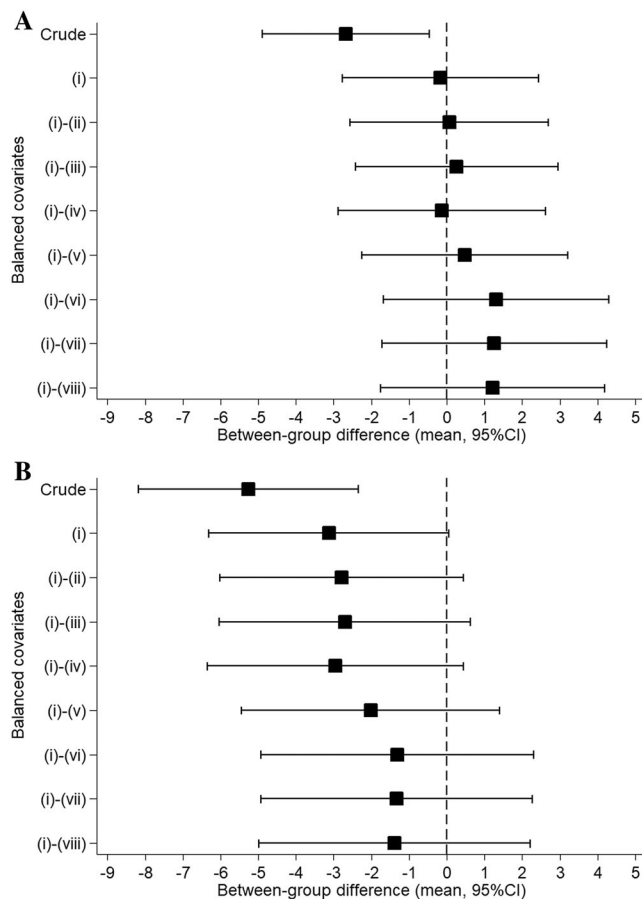 A
Balanced covariates
Crude
(i)
(i)-(ii)
(i)-(iii)
(i)-(iv)
(i)-(v)
(i)-(vi)
(i)-(vii)
(i)-(viii)
-9 -8 -7 -6 -5 -4 -3 -2 -1 0 1 2 3 4 5
Between-group difference (mean, 95%CI)
B
Balanced covariates
Crude
(i)
(i)-(ii)
(i)-(iii)
(i)-(iv)
(i)-(v)
(i)-(vi)
(i)-(vii)
(i)-(viii)
-9 -8 -7 -6 -5 -4 -3 -2 -1 0 1 2 3 4 5
Between-group difference (mean, 95%CI)